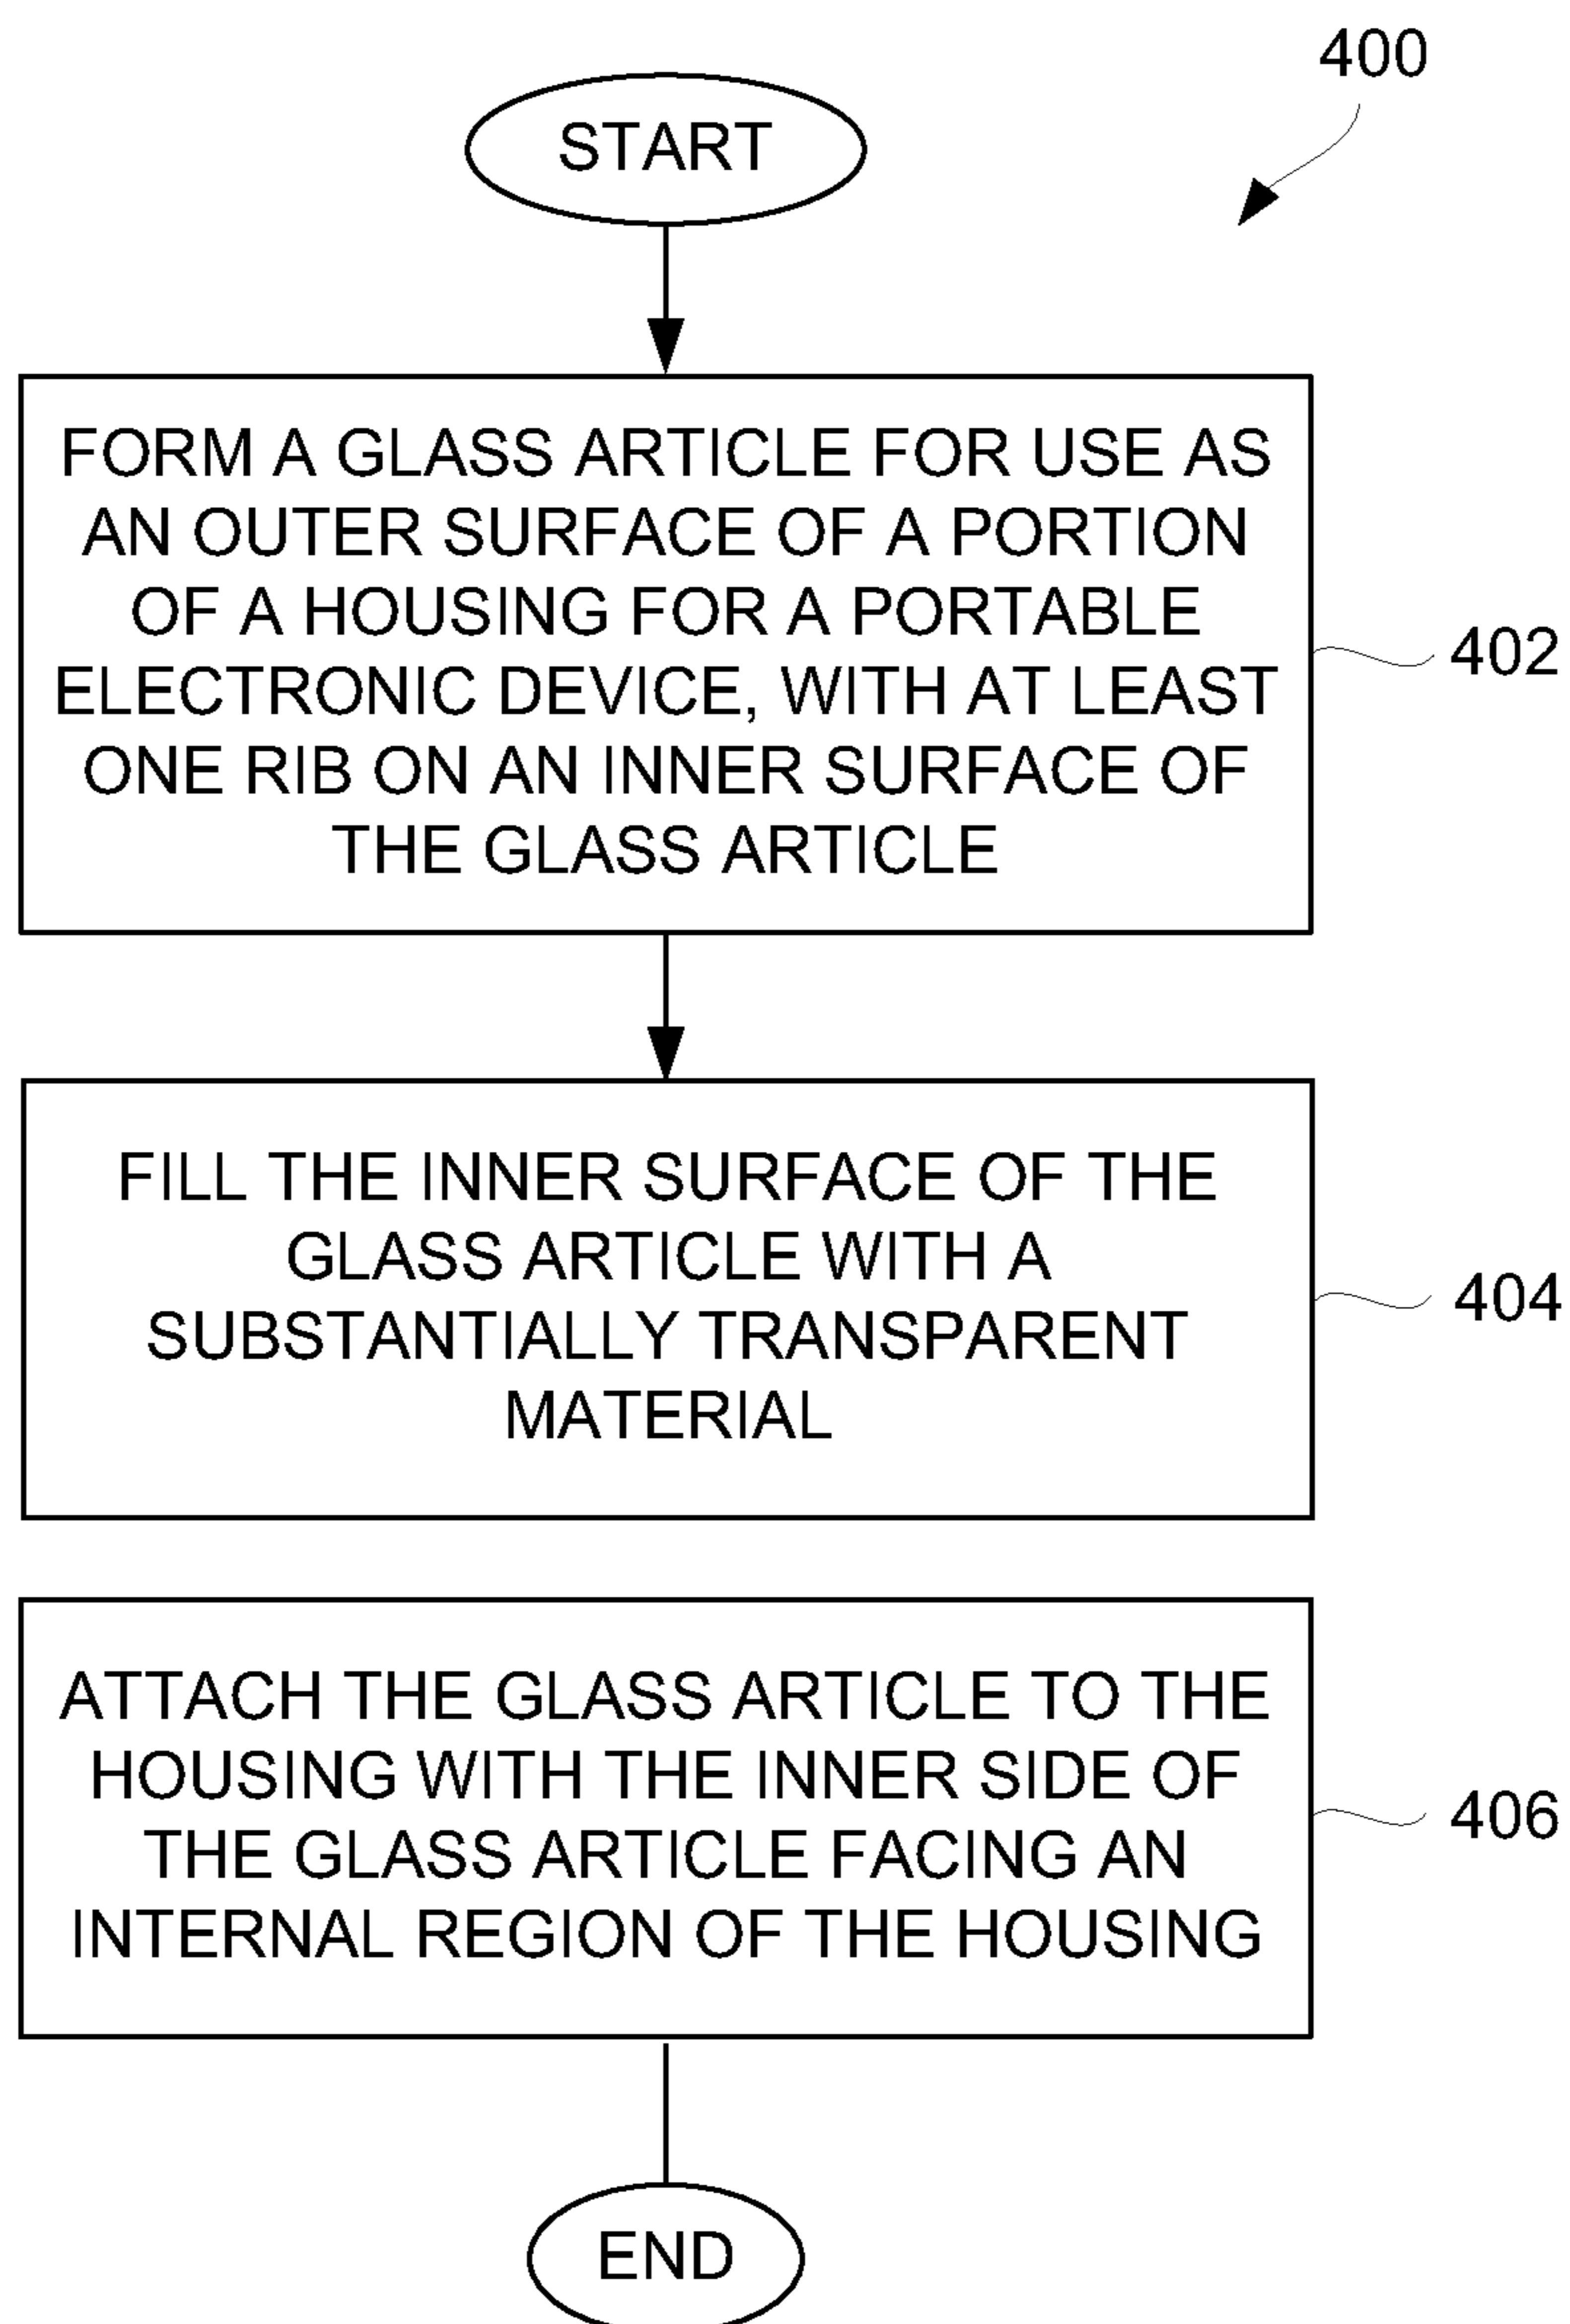 400
START
FORM A GLASS ARTICLE FOR USE AS
AN OUTER SURFACE OF A PORTION
OF A HOUSING FOR A PORTABLE
ELECTRONIC DEVICE, WITH AT LEAST
ONE RIB ON AN INNER SURFACE OF
THE GLASS ARTICLE
402
FILL THE INNER SURFACE OF THE
GLASS ARTICLE WITH A
SUBSTANTIALLY TRANSPARENT
MATERIAL
404
ATTACH THE GLASS ARTICLE TO THE
HOUSING WITH THE INNER SIDE OF
THE GLASS ARTICLE FACING AN
INTERNAL REGION OF THE HOUSING
406
END